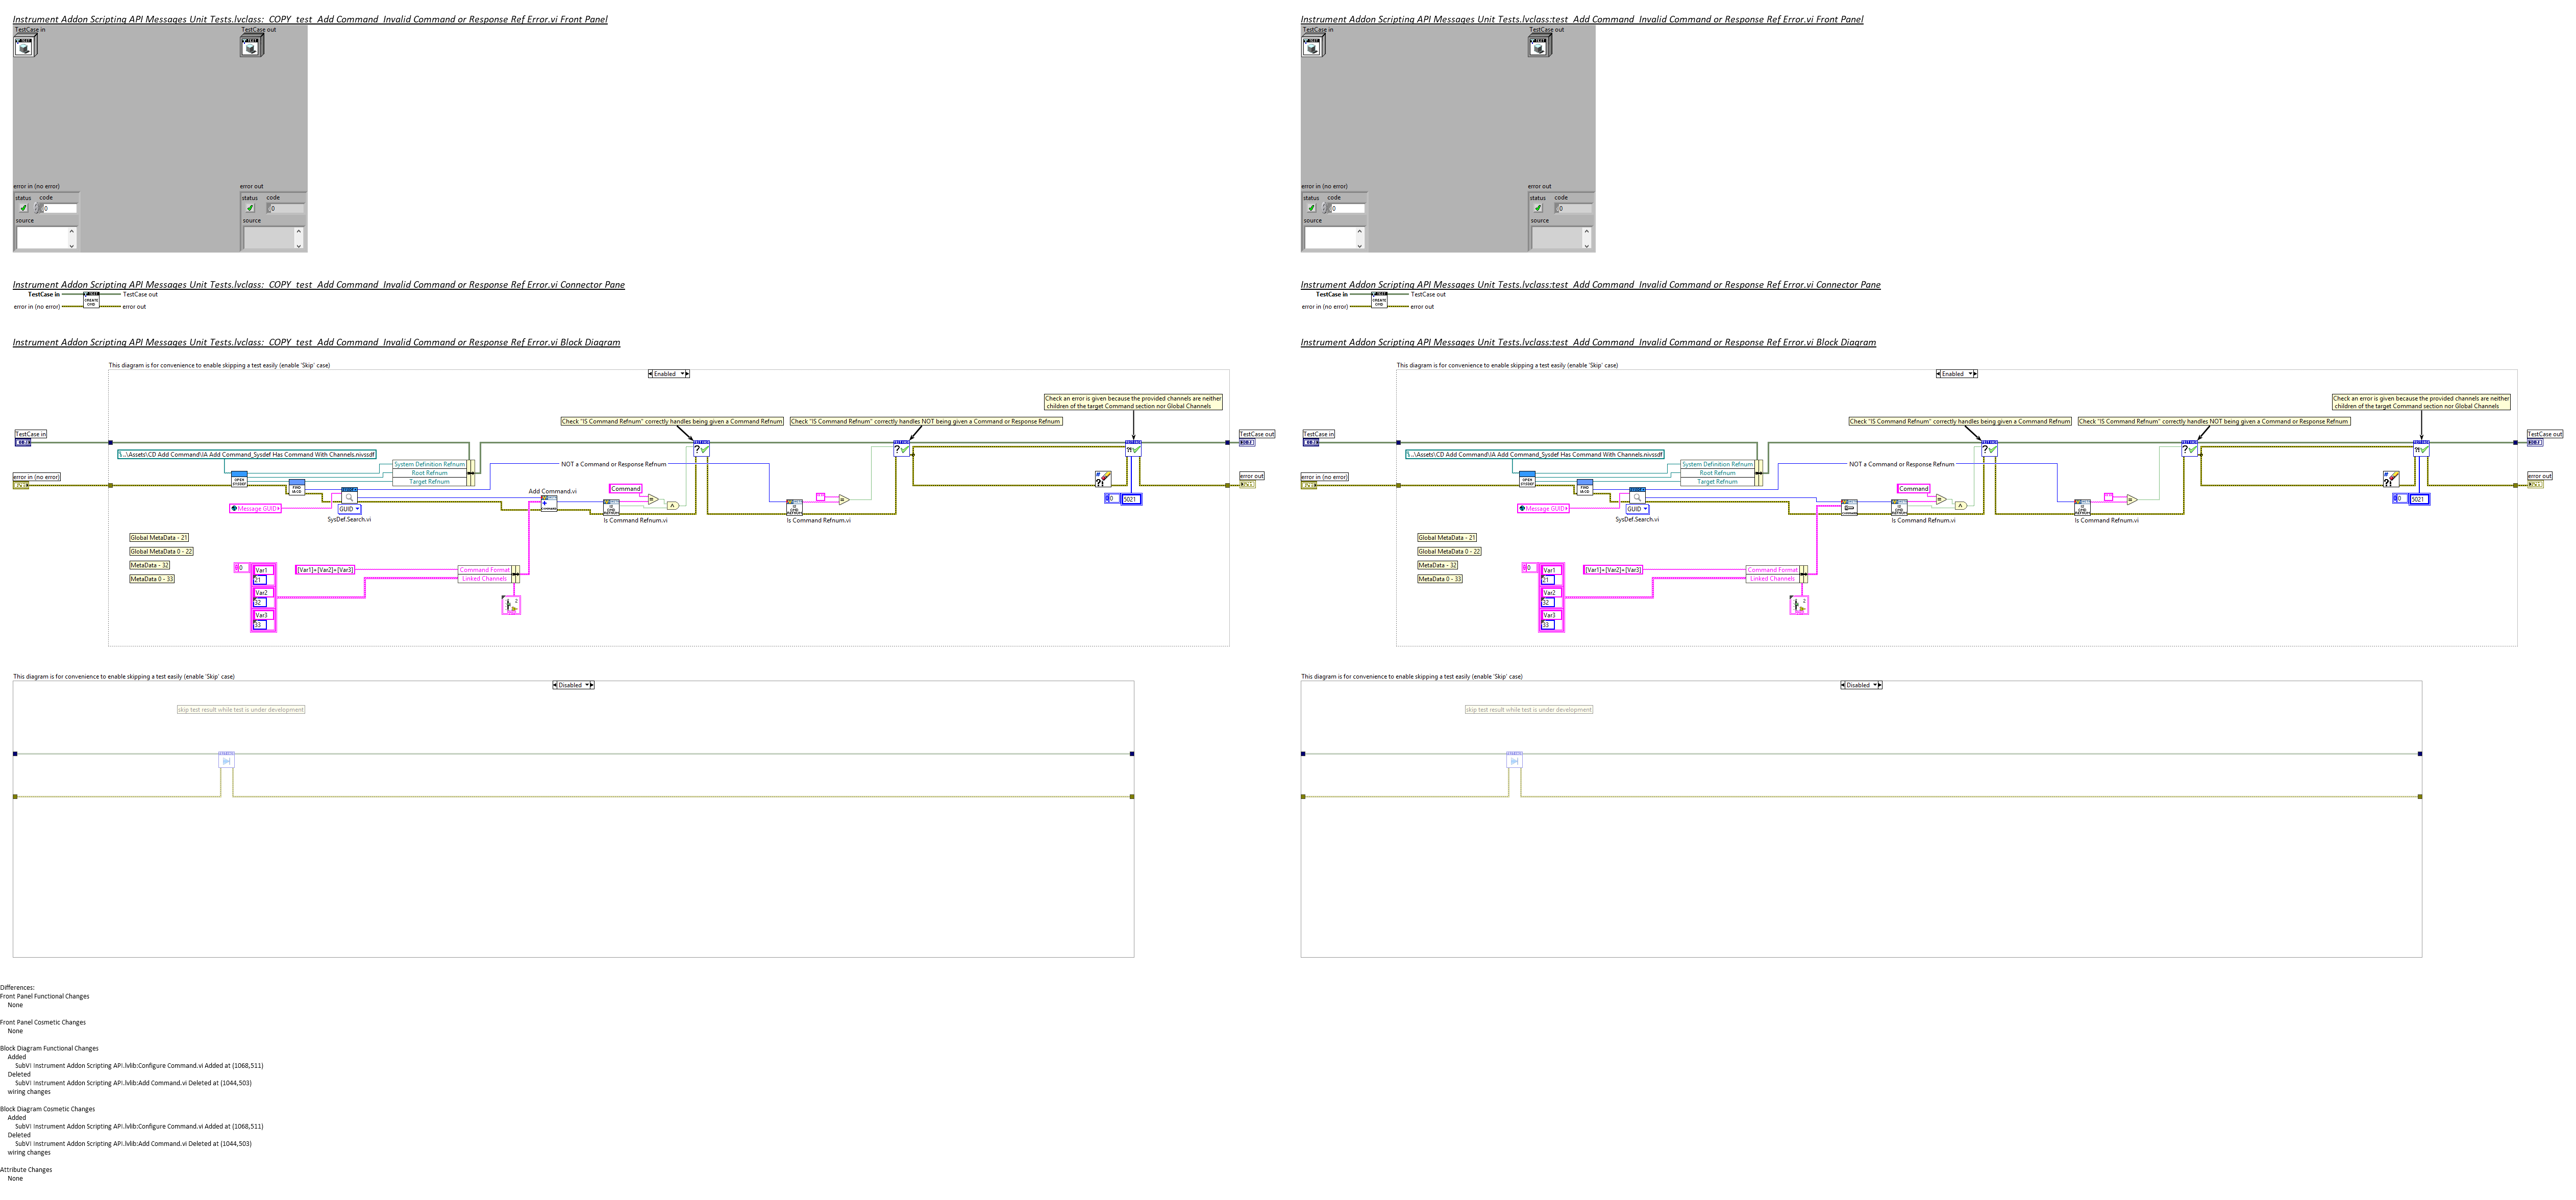 Instrument Addon Scripting API Messages Unit Tests.lvclass:_COPY_test_Add Command_Invalid Command or Response Ref Error.vi Front Panel
TestCase in
TestCase out
error in (no error)
error out
status
code
0
status
code
0
source
source
Instrument Addon Scripting API Messages Unit Tests.lvclass:_COPY_test_Add Command_Invalid Command or Response Ref Error.vi Connector Pane
TestCase in
TestCase out
error in (no error)
error out
Instrument Addon Scripting API Messages Unit Tests.lvclass:_COPY_test_Add Command_Invalid Command or Response Ref Error.vi Block Diagram
This diagram is for convenience to enable skipping a test easily (enable 'Skip' case)
Enabled
Check an error is given because the provided channels are neither
children of the target Command section nor Global Channels
Check "IS Command Refnum" correctly handles being given a Command Refnum
Check "IS Command Refnum" correctly handles NOT being given a Command or Response Refnum
TestCase in
TestCase out
\..\Assets\CD Add Command\IA Add Command_Sysdef Has Command With Channels.nivssdf
System Definition Refnum
Root Refnum
Target Refnum
NOT a Command or Response Refnum
error in (no error)
error out
Add Command.vi
Command
0
5021
Message GUID
GUID
SysDef.Search.vi
Is Command Refnum.vi
Is Command Refnum.vi
Global MetaData - 21
Global MetaData 0 - 22
MetaData - 32
MetaData 0 - 33
0
Var1
21
Var2
32
Var3
33
[Var1]+[Var2]+[Var3]
Command Format
Linked Channels
This diagram is for convenience to enable skipping a test easily (enable 'Skip' case)
Disabled
skip test result while test is under development
Differences:
Front Panel Functional Changes
None
Front Panel Cosmetic Changes
None
Block Diagram Functional Changes
Added
SubVI Instrument Addon Scripting API.lvlib:Configure Command.vi Added at (1068,511)
Deleted
SubVI Instrument Addon Scripting API.lvlib:Add Command.vi Deleted at (1044,503)
wiring changes
Block Diagram Cosmetic Changes
Added
SubVI Instrument Addon Scripting API.lvlib:Configure Command.vi Added at (1068,511)
Deleted
SubVI Instrument Addon Scripting API.lvlib:Add Command.vi Deleted at (1044,503)
wiring changes
Attribute Changes
None
Instrument Addon Scripting API Messages Unit Tests.lvclass:test_Add Command_Invalid Command or Response Ref Error.vi Front Panel
TestCase in
TestCase out
error in (no error)
error out
status
code
0
status
code
0
source
source
Instrument Addon Scripting API Messages Unit Tests.lvclass:test_Add Command_Invalid Command or Response Ref Error.vi Connector Pane
TestCase in
TestCase out
error in (no error)
error out
Instrument Addon Scripting API Messages Unit Tests.lvclass:test_Add Command_Invalid Command or Response Ref Error.vi Block Diagram
This diagram is for convenience to enable skipping a test easily (enable 'Skip' case)
Enabled
Check an error is given because the provided channels are neither
children of the target Command section nor Global Channels
Check "IS Command Refnum" correctly handles being given a Command Refnum
Check "IS Command Refnum" correctly handles NOT being given a Command or Response Refnum
TestCase in
TestCase out
\..\Assets\CD Add Command\IA Add Command_Sysdef Has Command With Channels.nivssdf
System Definition Refnum
Root Refnum
Target Refnum
NOT a Command or Response Refnum
error in (no error)
error out
Command
0
5021
Message GUID
GUID
SysDef.Search.vi
Is Command Refnum.vi
Is Command Refnum.vi
Global MetaData - 21
Global MetaData 0 - 22
MetaData - 32
MetaData 0 - 33
0
Var1
21
Var2
32
Var3
33
[Var1]+[Var2]+[Var3]
Command Format
Linked Channels
This diagram is for convenience to enable skipping a test easily (enable 'Skip' case)
Disabled
skip test result while test is under development